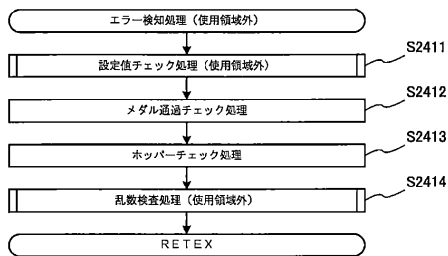 エラー検知処理（使用領域外）
設定値チェック処理（使用領域外）
S2411
メダル通過チェック処理
S2412
ホッパーチェック処理
S2413
乱数検査処理（使用領域外）
S2414
RETEX